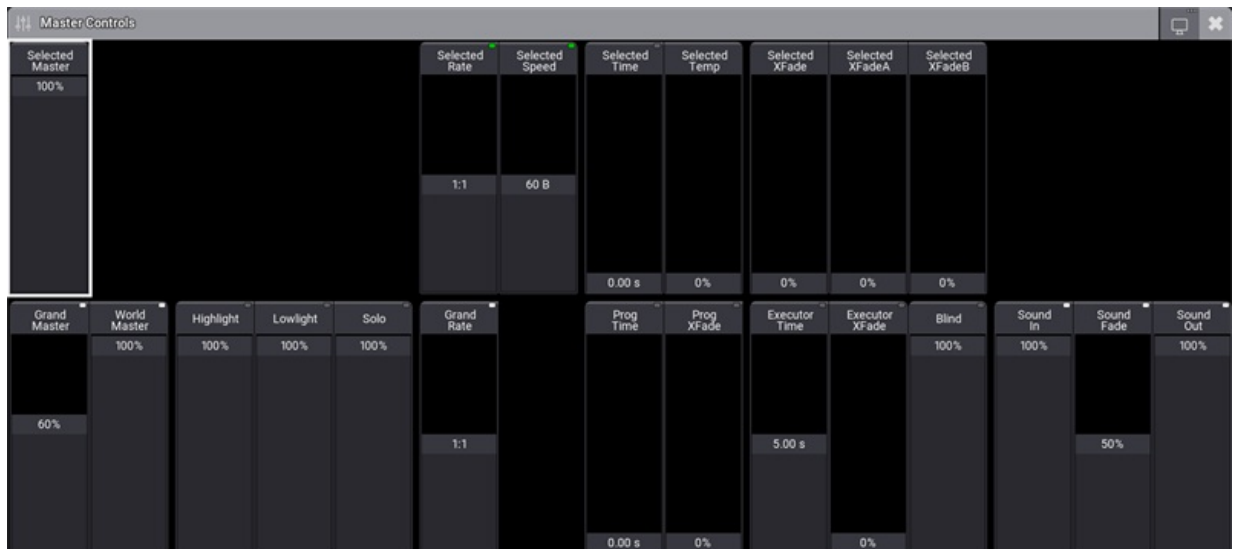 Master Controls
Selected Master
Selected Rate
Selected Speed
Selected Time
Selected Temp
Selected XFade
Selected XFadeA
Selected XFadeB
100%
1:1
60 B
0.00 s
0%
0%
0%
0%
Grand Master
World Master
Highlight
Lowlight
Solo
Grand Rate
Prog Time
Prog XFade
Executor Time
Executor XFade
Blind
Sound In
Sound Fade
Sound Out
100%
100%
100%
100%
100%
100%
100%
60%
1:1
5.00 s
50%
0.00 s
0%
0%